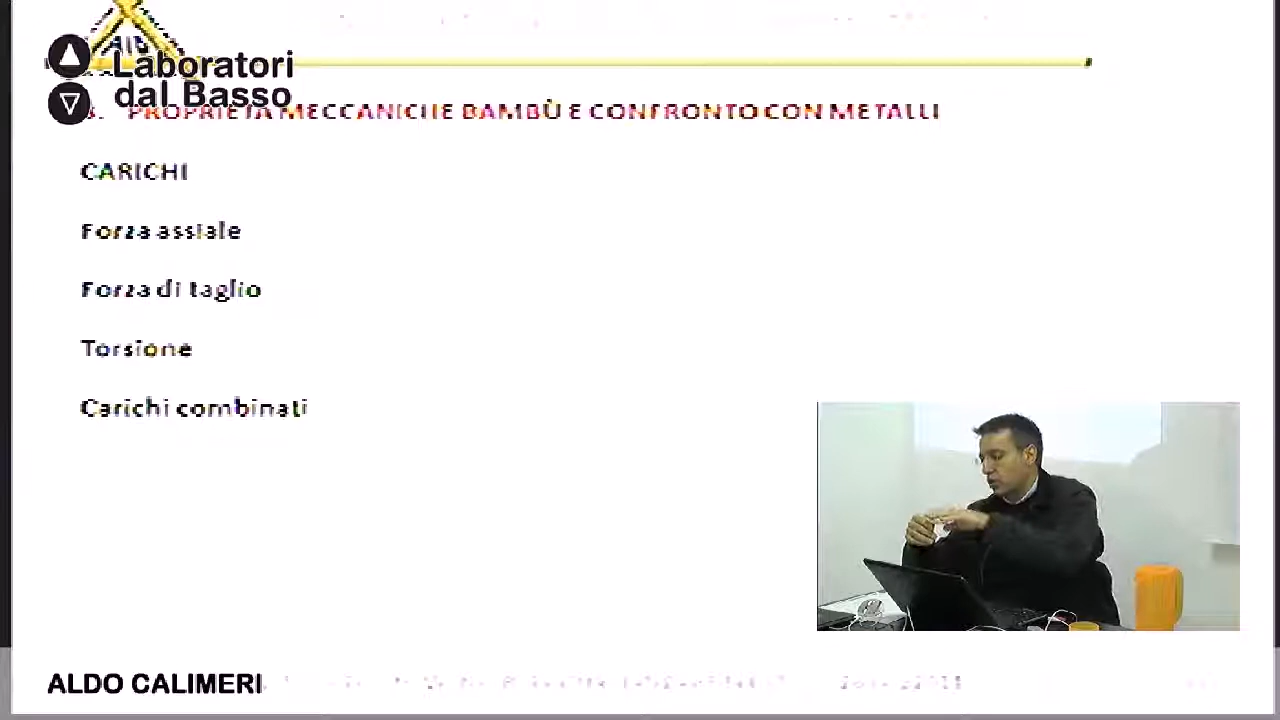 Laboratori
dal Basso
PROPRIETÀ MECCANICHE BAMBÙ E CONFRONTO CON METALLI
CARICHI
Forza assiale
Forza di taglio
Torsione
Carichi combinati
ALDO CALIMERI